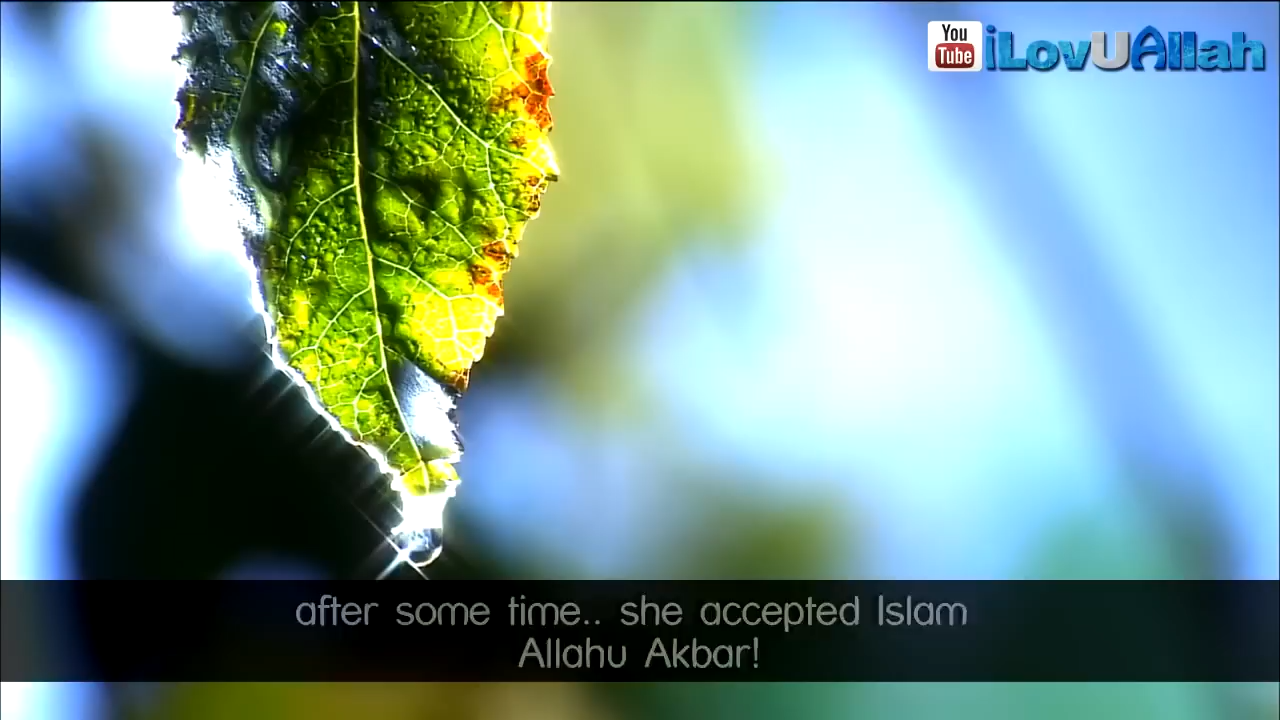 You
Tube
iLovUAllah
after some time.. she accepted Islam
Allahu Akbar!